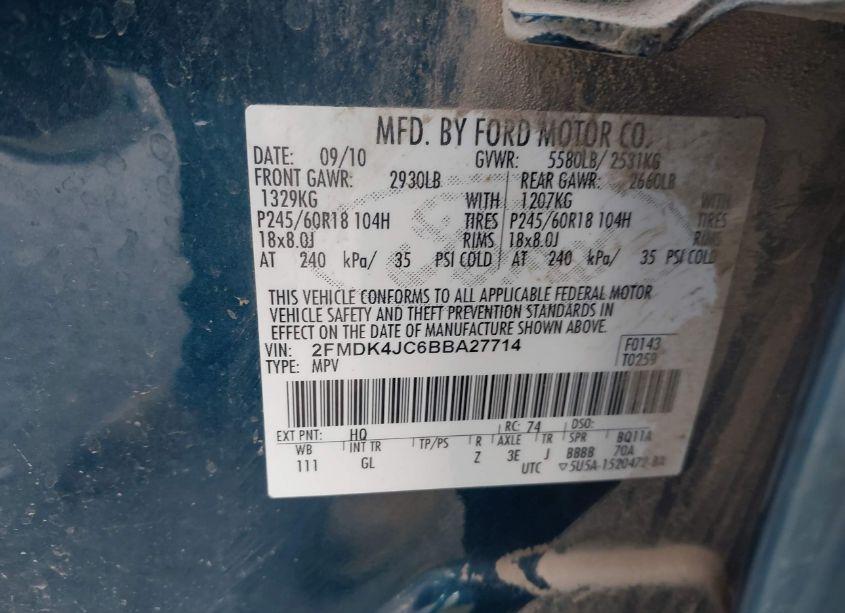 MFD. BY FORD MOTOR CO.
DATE: 09/10 GVWR: 5580LB/ 2531KG
FRONT GAWR: 2930LB REAR GAWR: 2660LB
1329KG WITH 1207KG WITH
P245/60R18 104H TIRES P245/60R18 104H TIRES
18x8.0J RIMS 18x8.0J RIMS
AT 240 kPa/ 35 PSI COLD AT 240 kPa/ 35 PSI COLD
THIS VEHICLE CONFORMS TO ALL APPLICABLE FEDERAL MOTOR
VEHICLE SAFETY AND THEFT PREVENTION STANDARDS IN
EFFECT ON THE DATE OF MANUFACTURE SHOWN ABOVE.
VIN: 2FMDK4JC6BBA27714 F0143
TYPE: MPV T0259
EXT PNT: HQ RC: 74 DSO:
WB INT TR TP/PS R AXLE TR SPR BQ11A
111 GL Z 3E J BBBB 70A
UTC ▽5U5A-1520472-BA